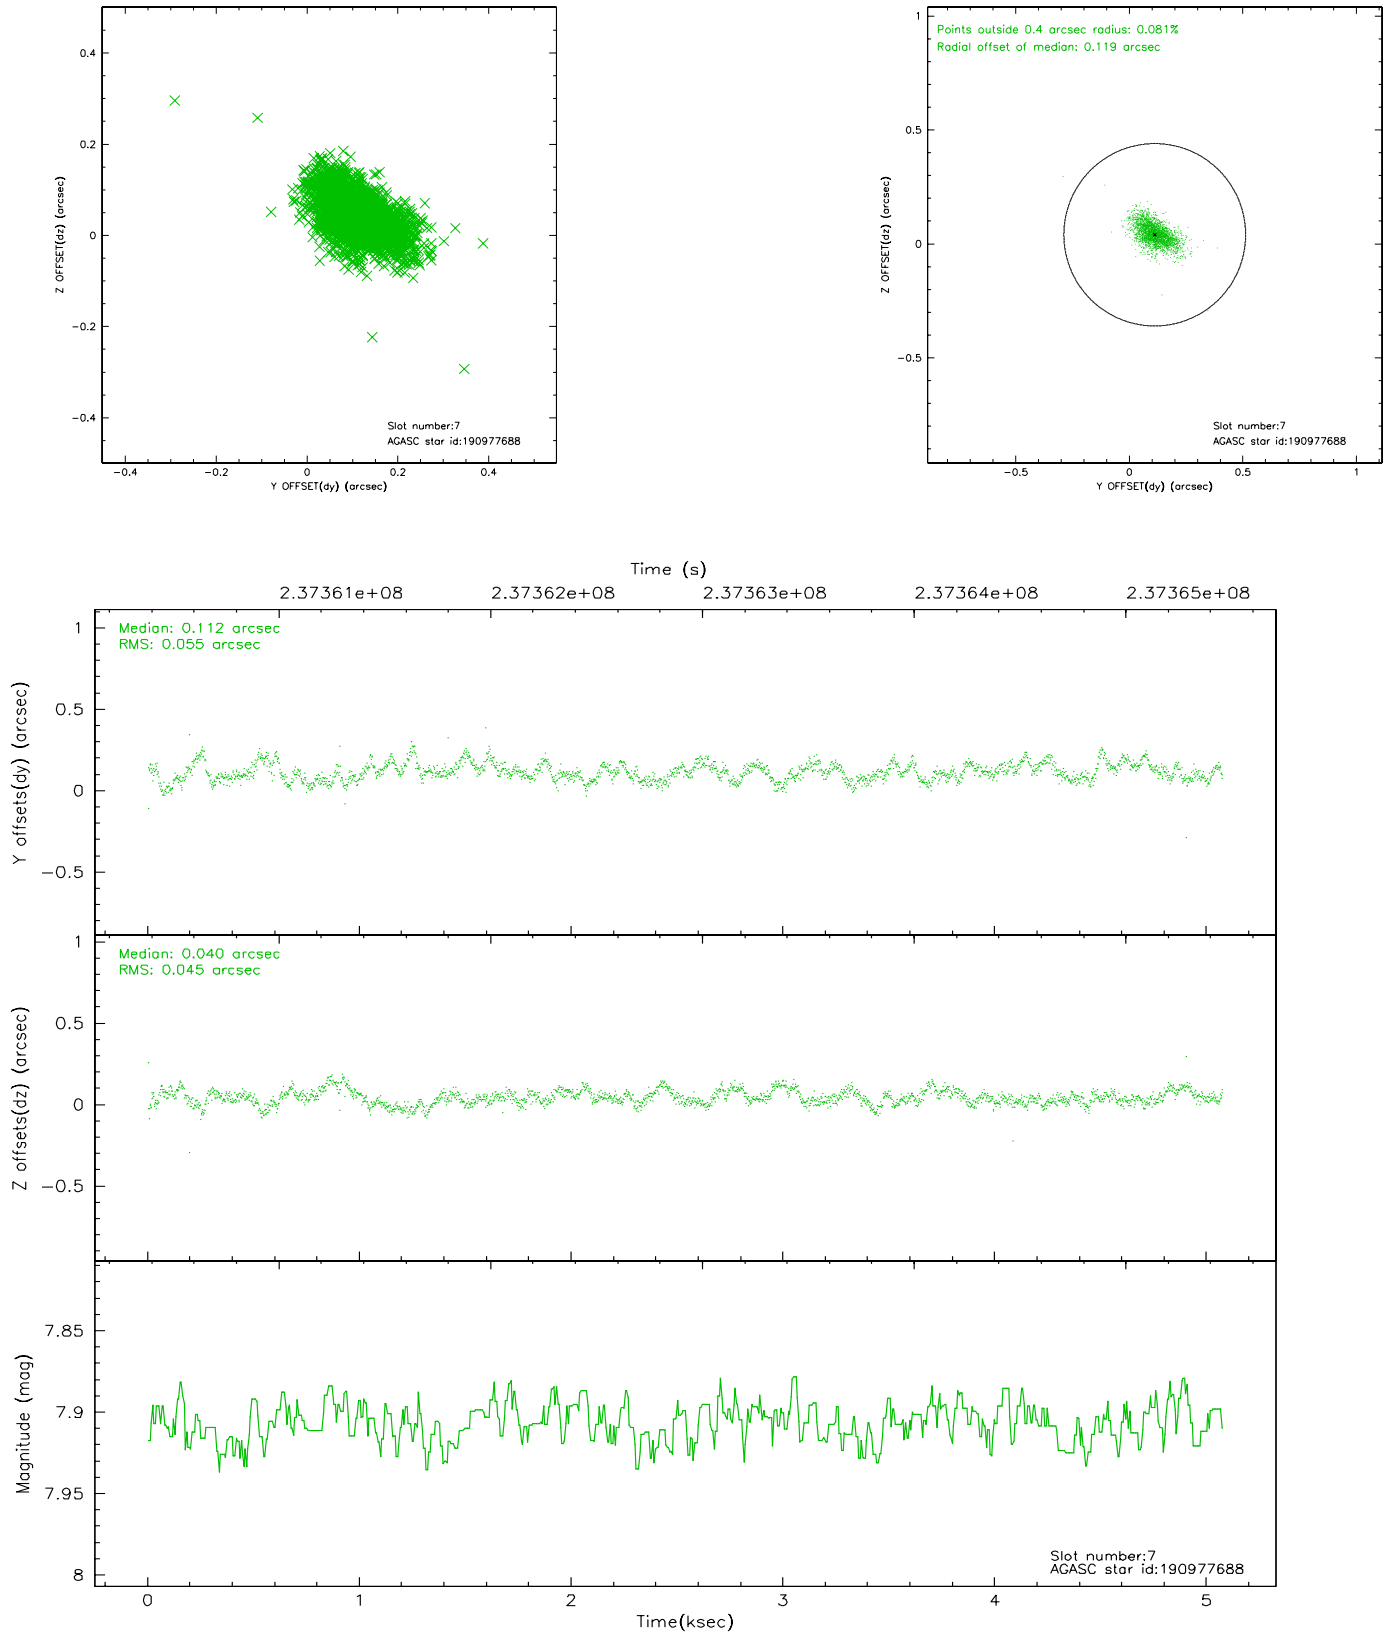 0.4
0.2
0
−0.2
−0.4
Z OFFSET(dz) (arcsec)
Slot number:7
AGASC star id:190977688
−0.4 −0.2 0 0.2 0.4
Y OFFSET(dy) (arcsec)
Points outside 0.4 arcsec radius: 0.081%
Radial offset of median: 0.119 arcsec
1
0.5
0
−0.5
Z OFFSET(dz) (arcsec)
Slot number:7
AGASC star id:190977688
−0.5 0 0.5 1
Y OFFSET(dy) (arcsec)
Time (s)
2.37361e+08 2.37362e+08 2.37363e+08 2.37364e+08 2.37365e+08
Median: 0.112 arcsec
RMS: 0.055 arcsec
1
0.5
0
−0.5
Y offsets(dy) (arcsec)
Median: 0.040 arcsec
RMS: 0.045 arcsec
1
0.5
0
−0.5
Z offsets(dz) (arcsec)
7.85
7.9
7.95
8
Magnitude (mag)
Slot number:7
AGASC star id:190977688
0 1 2 3 4 5
Time(ksec)